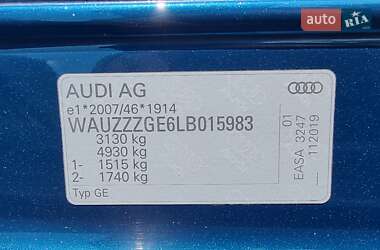 auto RIA
AUDI AG
e1*2007/46*1914
WAUZZZGE6LB015983
3130 kg
4930 kg
1- 1515 kg
2- 1740 kg
Typ GE
01
EASA 3247
112019